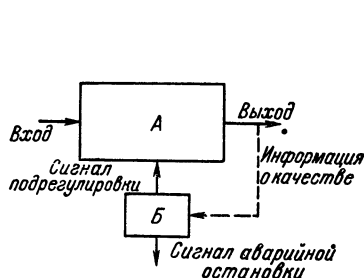 Вход
А
Выход
Информация
о качестве
Сигнал
подрегулировки
Б
Сигнал аварийной
остановки